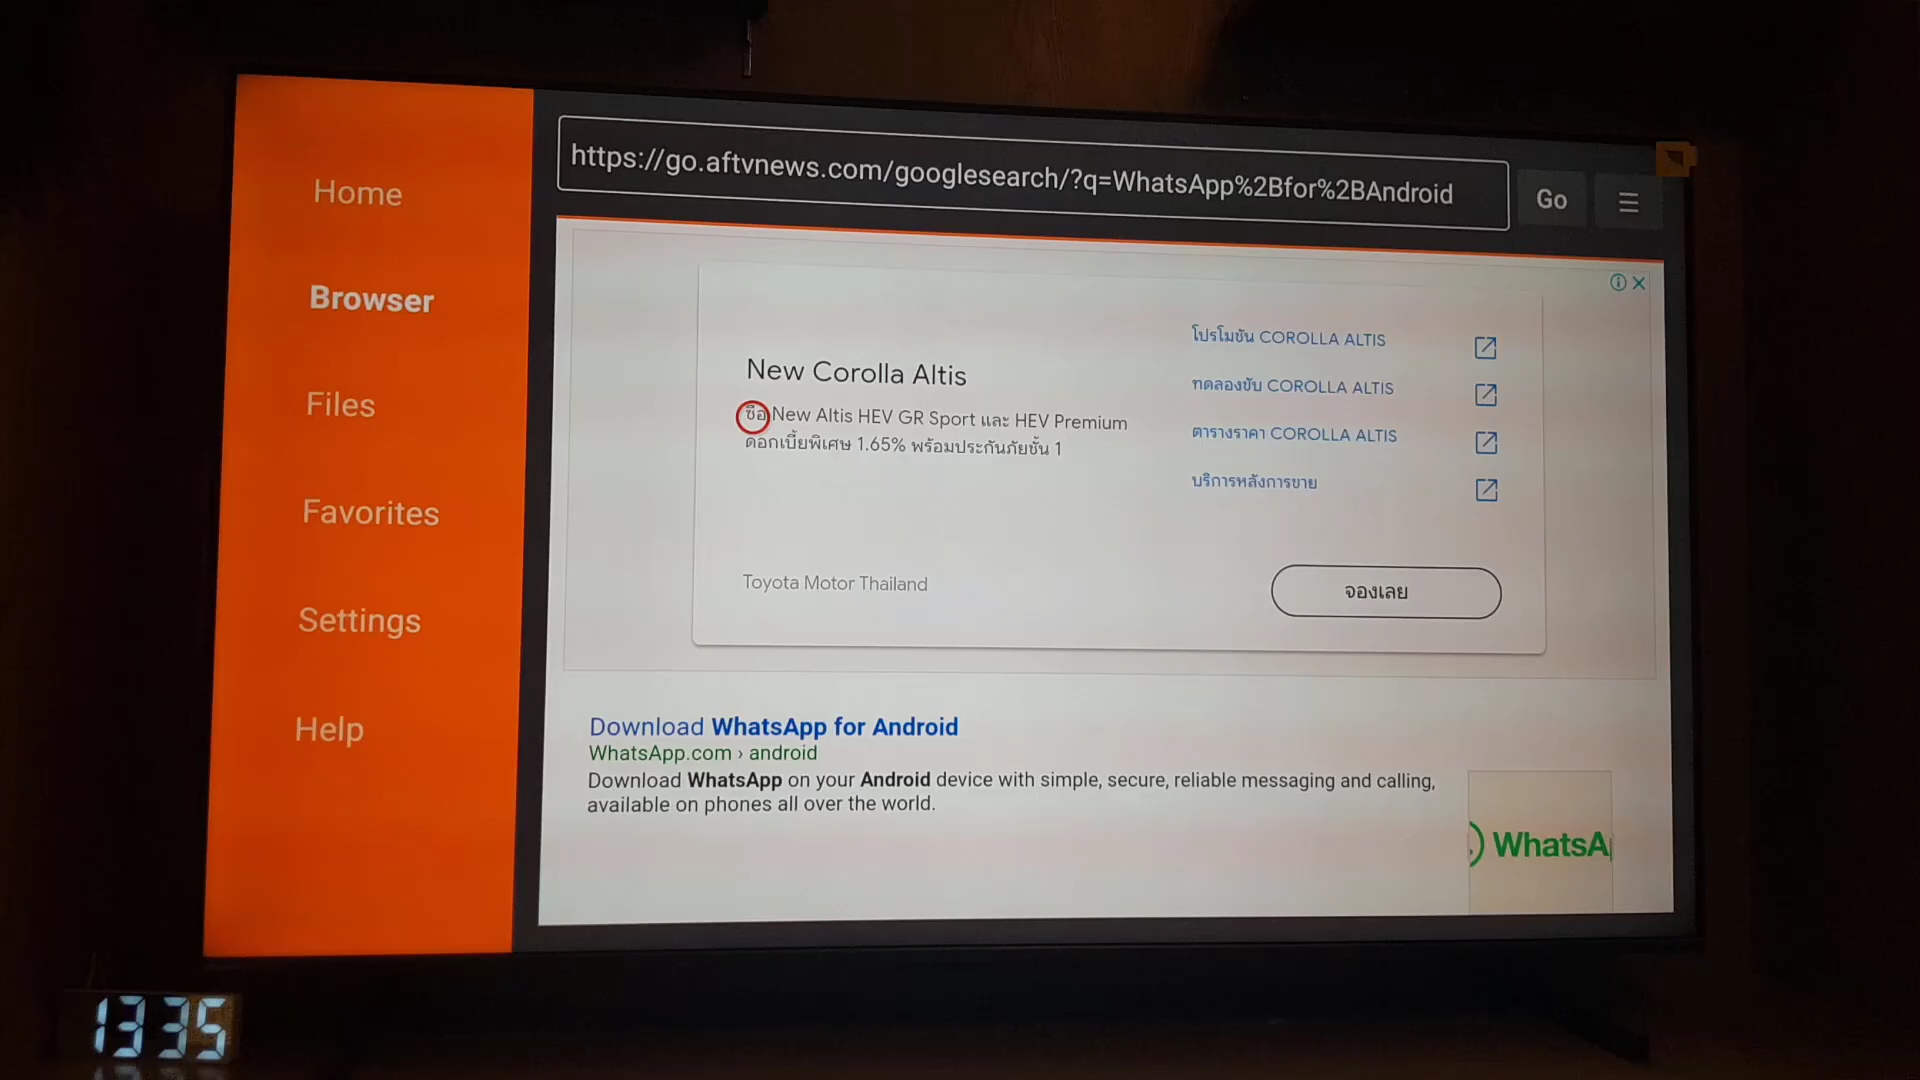 https://go.aftvnews.com/googlesearch/?q=WhatsApp%2Bfor%2BAndroid
Go
Home
Browser
Files
Favorites
Settings
Help
New Corolla Altis
ซื้อ New Altis HEV GR Sport และ HEV Premium
ดอกเบี้ยพิเศษ 1.65% พร้อมประกันภัยชั้น 1
Toyota Motor Thailand
โปรโมชัน COROLLA ALTIS
ทดลองขับ COROLLA ALTIS
ตารางราคา COROLLA ALTIS
บริการหลังการขาย
จองเลย
Download WhatsApp for Android
WhatsApp.com › android
Download WhatsApp on your Android device with simple, secure, reliable messaging and calling,
available on phones all over the world.
WhatsA
1335